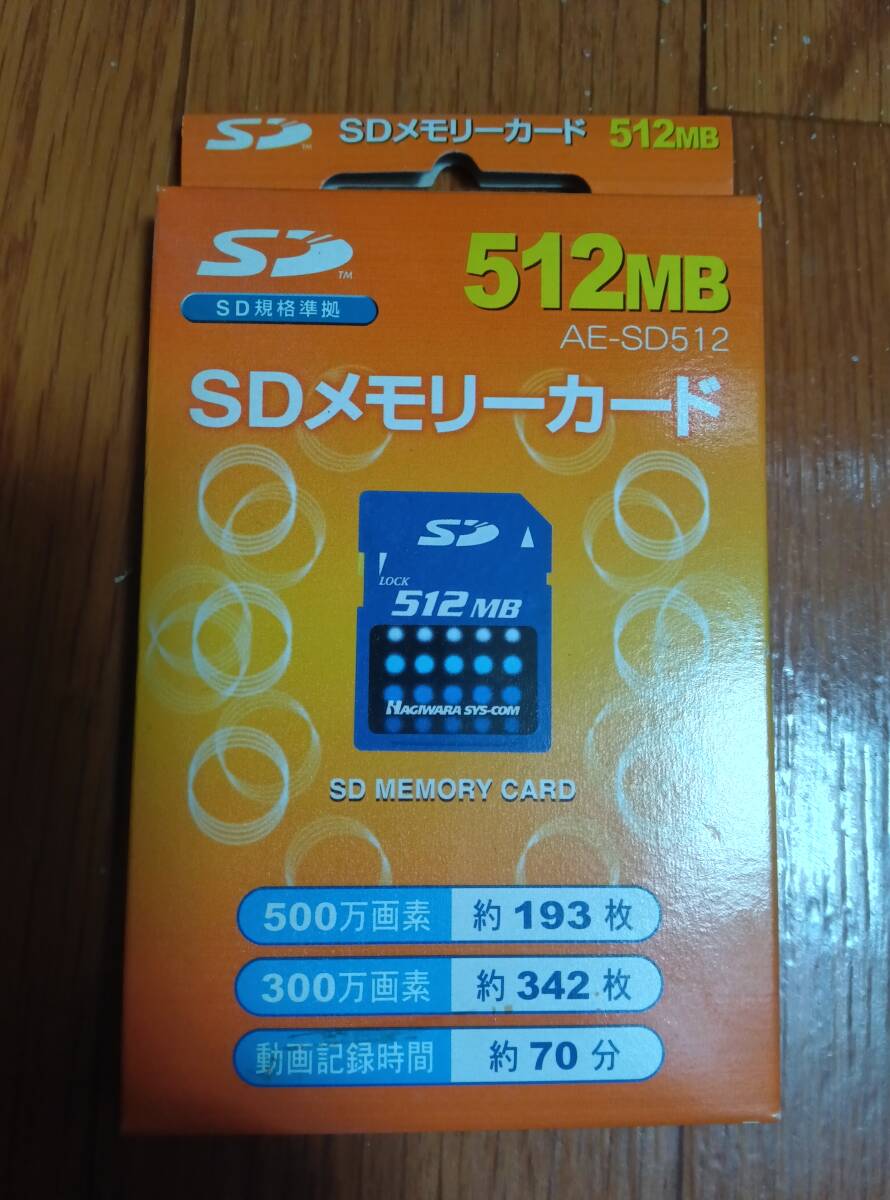 SD™ SDメモリーカード 512MB
SD™ 512MB
SD規格準拠
AE-SD512
SDメモリーカード
SD
LOCK
512 MB
HAGIWARA SYS-COM
SD MEMORY CARD
500万画素 約 193 枚
300万画素 約 342 枚
動画記録時間 約 70 分